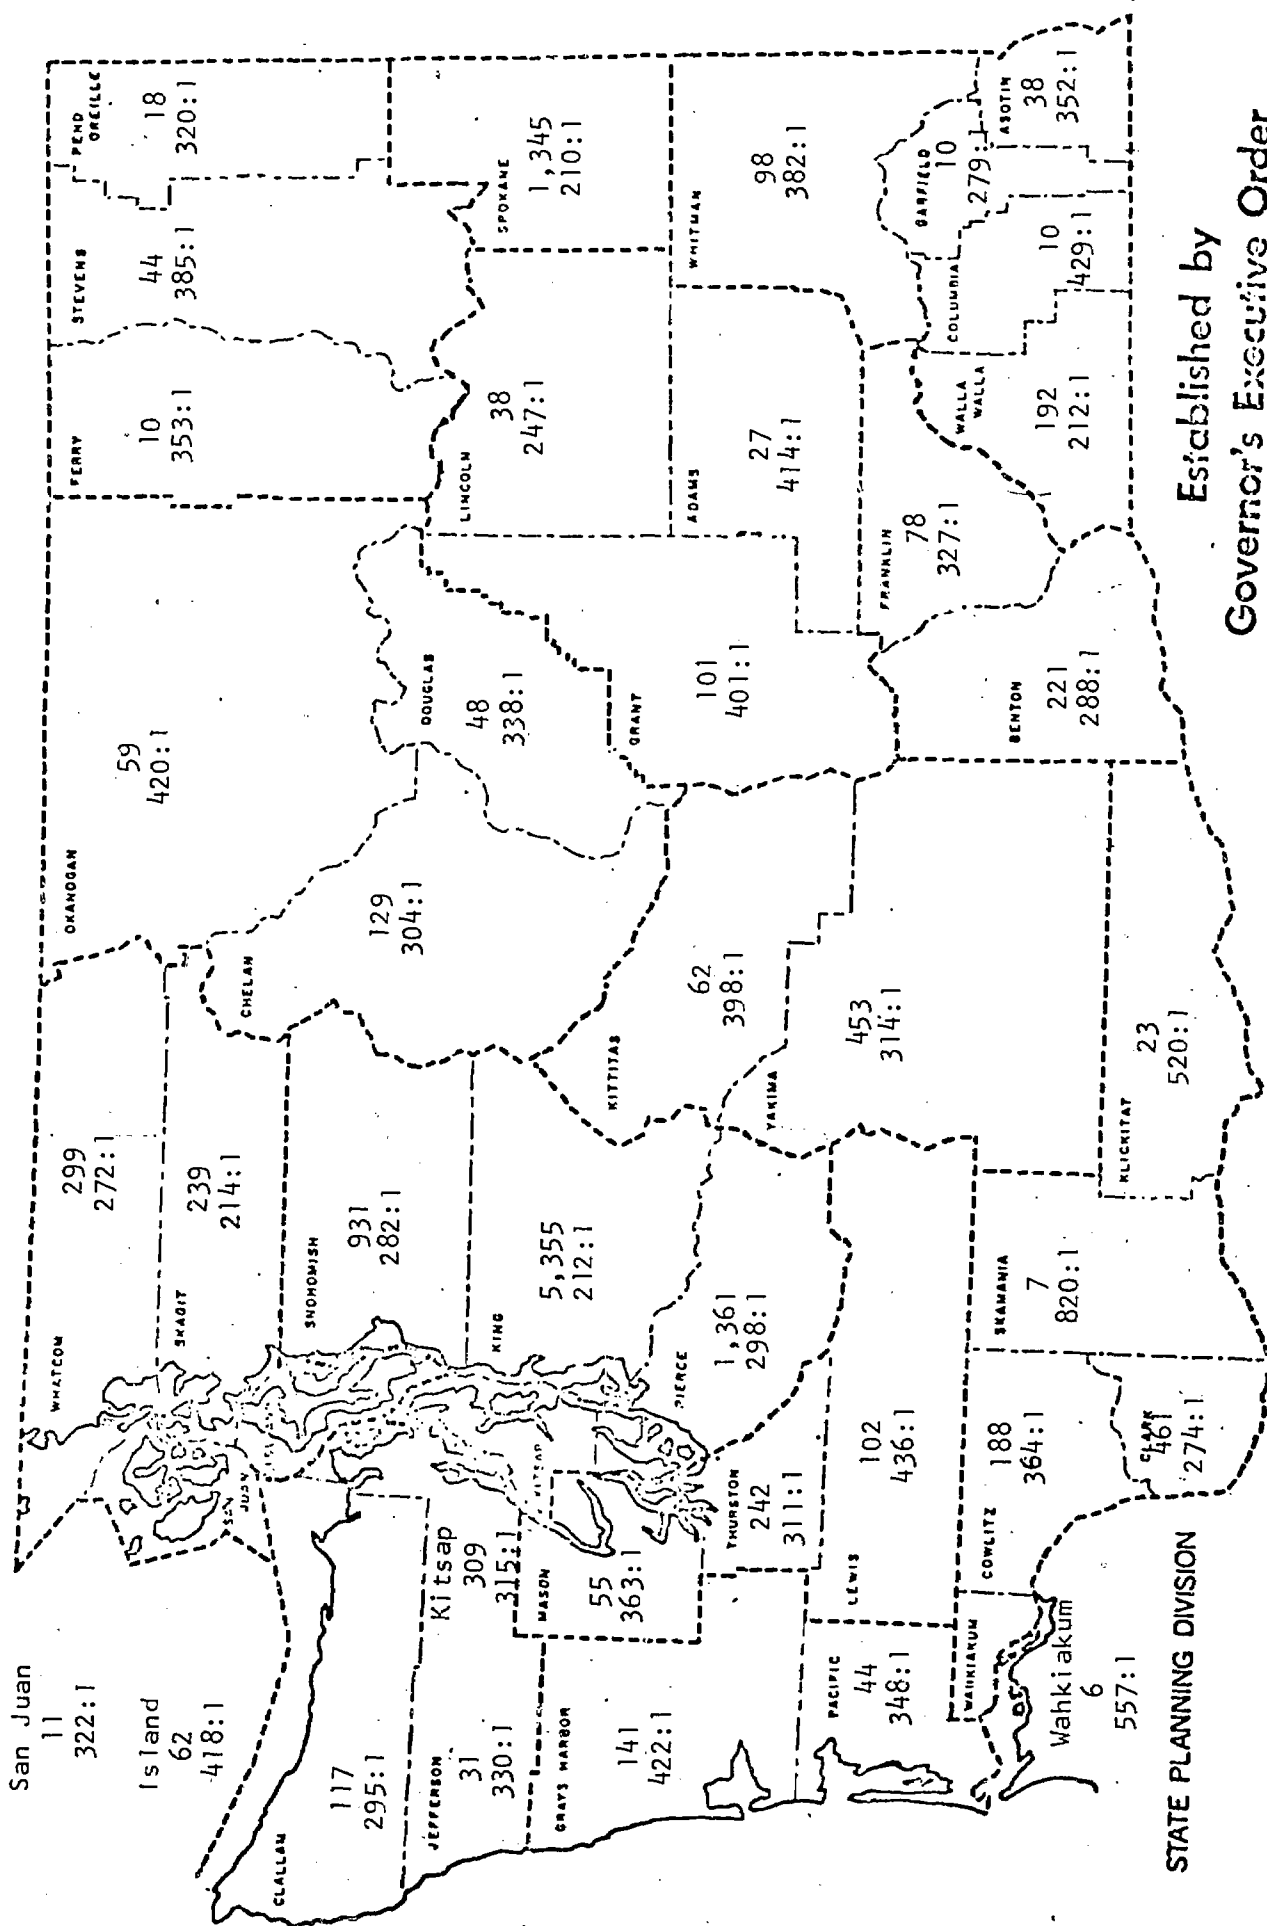 San Juan
11
322:1
Island
62
418:1
WHATCOM
299
272:1
SKAGIT
239
214:1
SAN
JUAN
SNOHOMISH
931
282:1
KING
5,355
212:1
PIERCE
1,361
298:1
CLALLAM
117
295:1
JEFFERSON
31
330:1
Kitsap
309
315:1
KITSAP
MASON
55
363:1
GRAYS HARBOR
141
422:1
THURSTON
242
311:1
LEWIS
102
436:1
PACIFIC
44
348:1
WAHKIAKUM
Wahkiakum
6
557:1
COWLITZ
188
364:1
CLARK
461
274:1
SKAMANIA
7
820:1
KLICKITAT
23
520:1
YAKIMA
453
314:1
KITTITAS
62
398:1
CHELAN
129
304:1
OKANOGAN
59
420:1
DOUGLAS
48
338:1
GRANT
101
401:1
BENTON
221
288:1
FERRY
10
353:1
STEVENS
44
385:1
PEND
OREILLE
18
320:1
LINCOLN
38
247:1
SPOKANE
1,345
210:1
ADAMS
27
414:1
WHITMAN
98
382:1
FRANKLIN
78
327:1
WALLA
WALLA
192
212:1
COLUMBIA
10
429:1
GARFIELD
10
279:1
ASOTIN
38
352:1
STATE PLANNING DIVISION
Established by
Governor's Executive Order